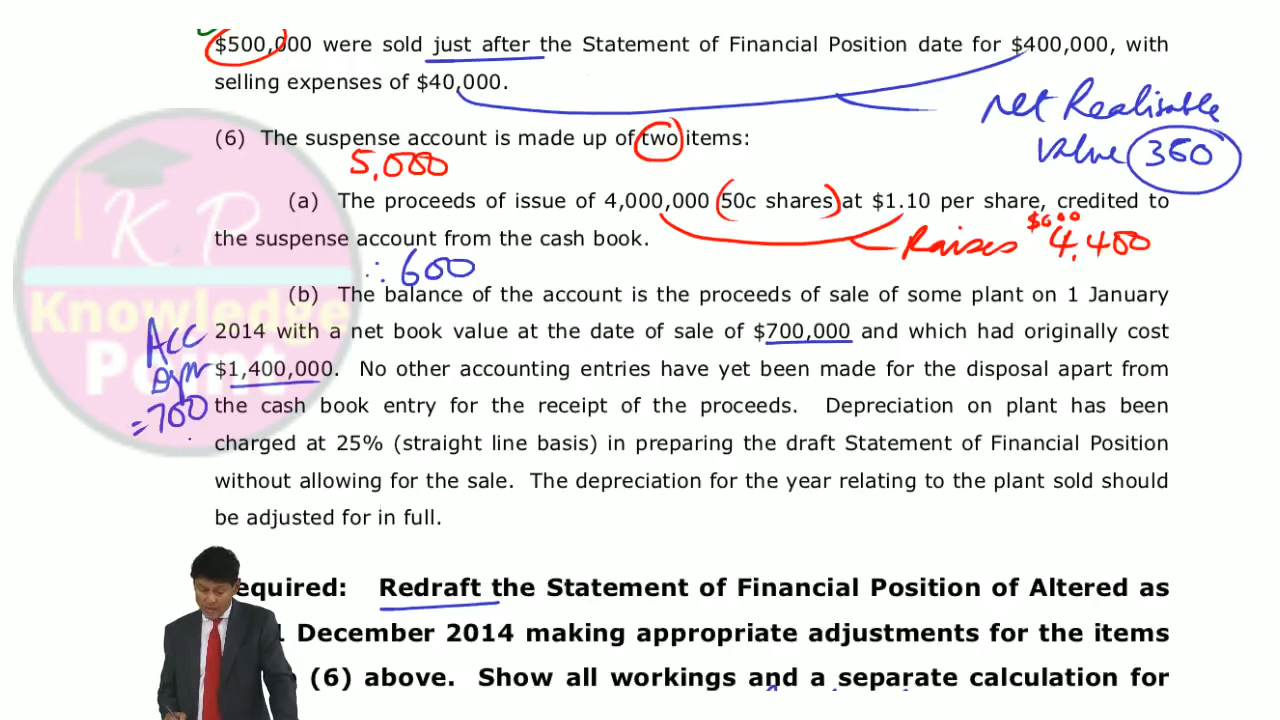 $500,000 were sold just after the Statement of Financial Position date for $400,000, with
selling expenses of $40,000.
Net Realisable
Value 360
(6) The suspense account is made up of two items:
5,000
(a) The proceeds of issue of 4,000,000 50c shares at $1.10 per share, credited to
$000
the suspense account from the cash book.
Raises 4,400
∴ 600
(b) The balance of the account is the proceeds of sale of some plant on 1 January
2014 with a net book value at the date of sale of $700,000 and which had originally cost
$1,400,000. No other accounting entries have yet been made for the disposal apart from
the cash book entry for the receipt of the proceeds. Depreciation on plant has been
charged at 25% (straight line basis) in preparing the draft Statement of Financial Position
without allowing for the sale. The depreciation for the year relating to the plant sold should
be adjusted for in full.
Acc
Dpn
= 700
K.P
Knowledge
Point
equired: Redraft the Statement of Financial Position of Altered as
1 December 2014 making appropriate adjustments for the items
(6) above. Show all workings and a separate calculation for